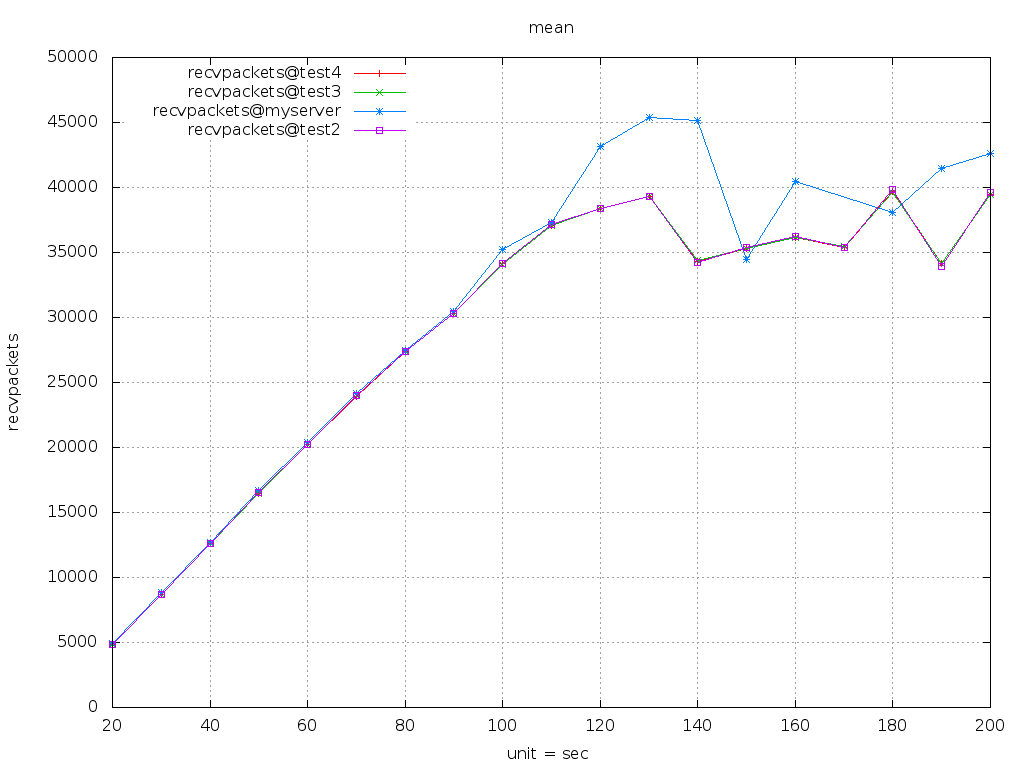 mean
50000
45000
40000
35000
30000
25000
20000
15000
10000
5000
0
recvpackets
recvpackets@test4
recvpackets@test3
recvpackets@myserver
recvpackets@test2
20 40 60 80 100 120 140 160 180 200
unit = sec